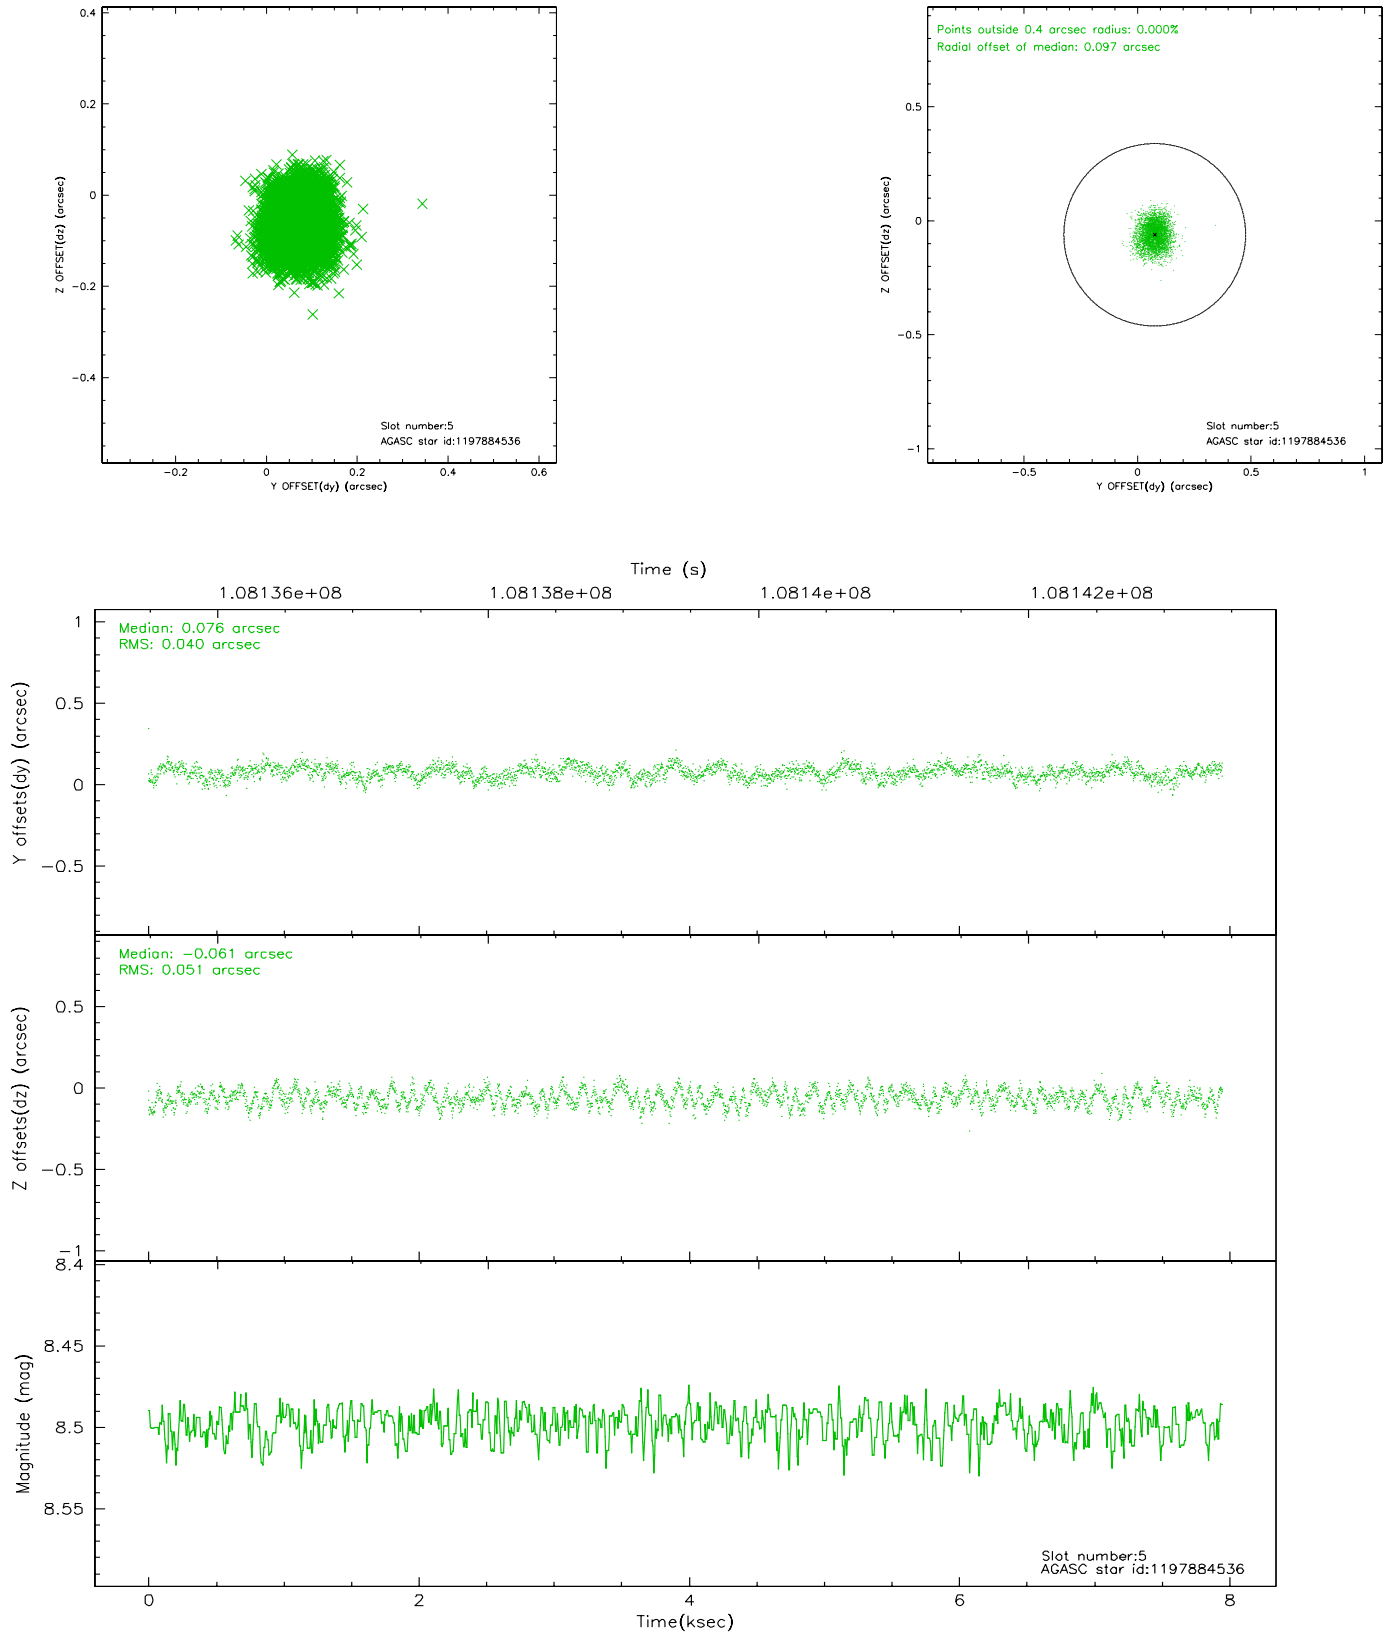 0.4
0.2
0
-0.2
-0.4
Z OFFSET(dz) (arcsec)
Slot number:5
AGASC star id:1197884536
-0.2 0 0.2 0.4 0.6
Y OFFSET(dy) (arcsec)
Points outside 0.4 arcsec radius: 0.000%
Radial offset of median: 0.097 arcsec
0.5
0
-0.5
-1
Z OFFSET(dz) (arcsec)
Slot number:5
AGASC star id:1197884536
-0.5 0 0.5 1
Y OFFSET(dy) (arcsec)
Time (s)
1.08136e+08 1.08138e+08 1.0814e+08 1.08142e+08
Median: 0.076 arcsec
RMS: 0.040 arcsec
1
0.5
0
-0.5
Y offsets(dy) (arcsec)
Median: -0.061 arcsec
RMS: 0.051 arcsec
0.5
0
-0.5
-1
Z offsets(dz) (arcsec)
8.4
8.45
8.5
8.55
Magnitude (mag)
Slot number:5
AGASC star id:1197884536
0 2 4 6 8
Time(ksec)